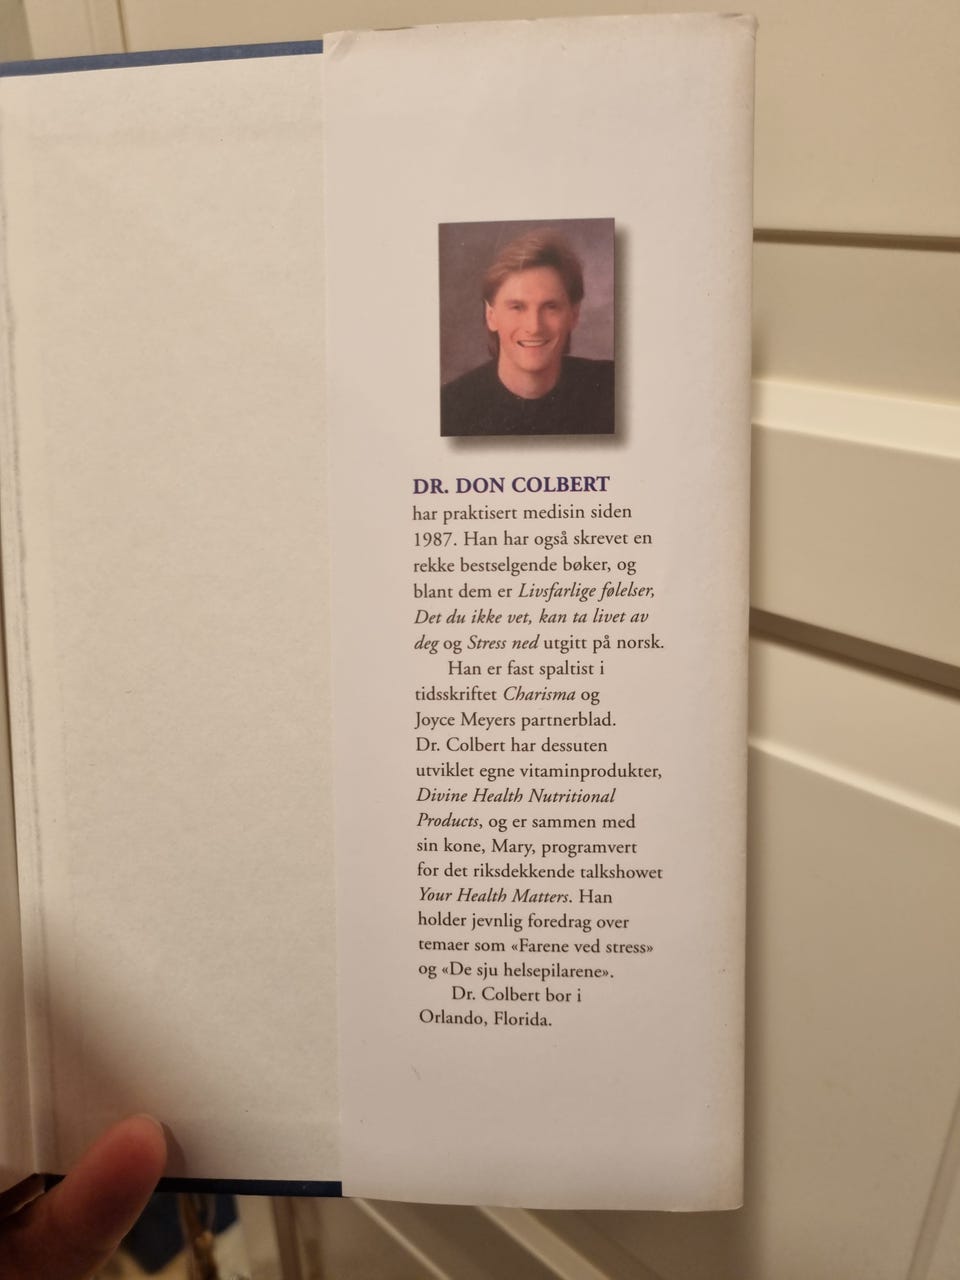 DR. DON COLBERT
har praktisert medisin siden
1987. Han har også skrevet en
rekke bestselgende bøker, og
blant dem er Livsfarlige følelser,
Det du ikke vet, kan ta livet av
deg og Stress ned utgitt på norsk.
Han er fast spaltist i
tidsskriftet Charisma og
Joyce Meyers partnerblad.
Dr. Colbert har dessuten
utviklet egne vitaminprodukter,
Divine Health Nutritional
Products, og er sammen med
sin kone, Mary, programvert
for det riksdekkende talkshowet
Your Health Matters. Han
holder jevnlig foredrag over
temaer som «Farene ved stress»
og «De sju helsepilarene».
Dr. Colbert bor i
Orlando, Florida.